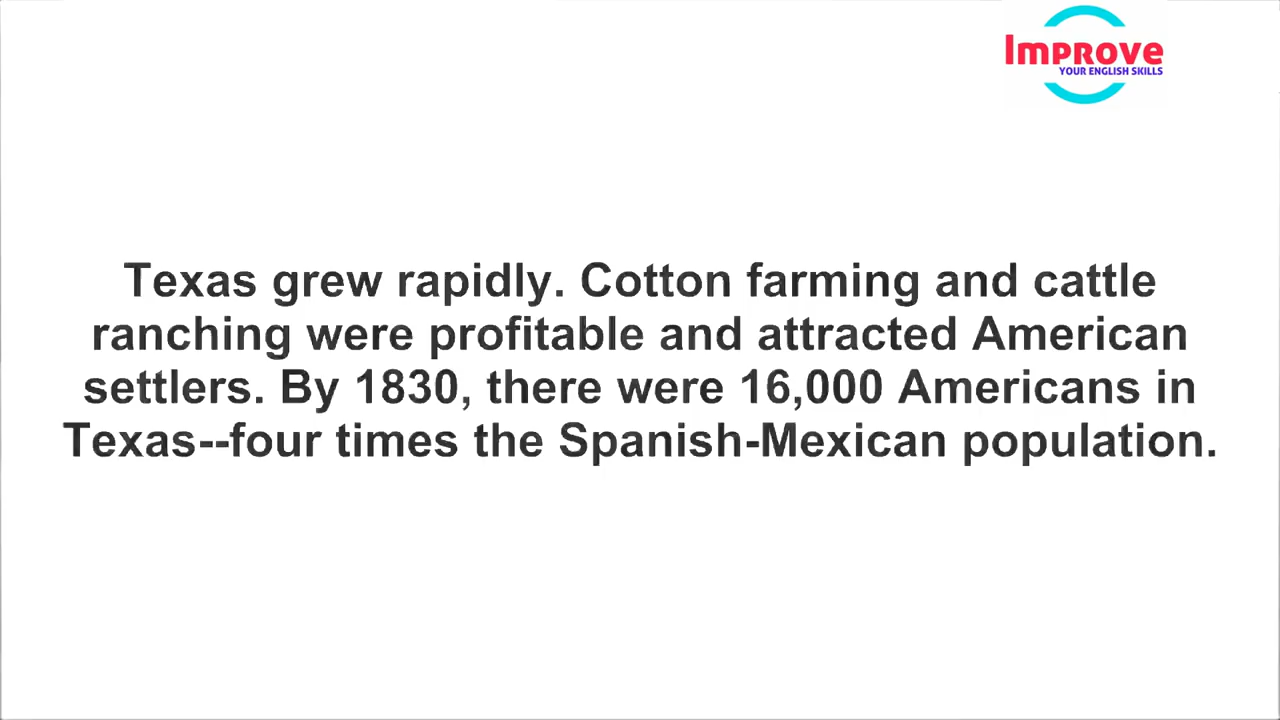 Improve
YOUR ENGLISH SKILLS
Texas grew rapidly. Cotton farming and cattle
ranching were profitable and attracted American
settlers. By 1830, there were 16,000 Americans in
Texas--four times the Spanish-Mexican population.